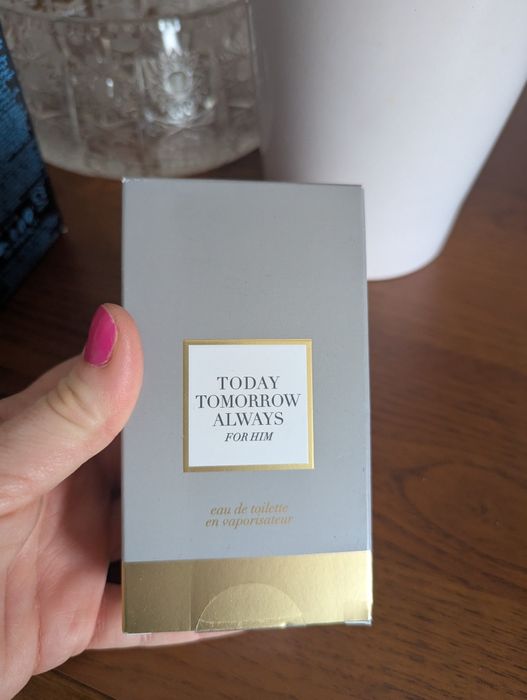 TODAY
TOMORROW
ALWAYS
FOR HIM
eau de toilette
en vaporisateur